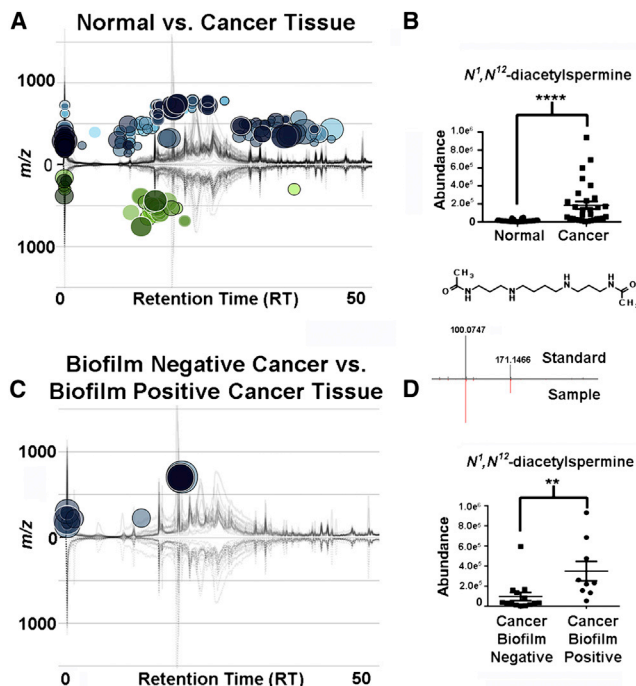 A
Normal vs. Cancer Tissue
1000
0
1000
m/z
0
50
Retention Time (RT)
B
N1,N12-diacetylspermine
****
1.0e6
8.0e5
6.0e5
4.0e5
2.0e5
0
Abundance
Normal
Cancer
CH3
O
N
H
H
N
N
H
H
N
O
CH3
100.0747
171.1466
Standard
Sample
C
Biofilm Negative Cancer vs.
Biofilm Positive Cancer Tissue
1000
0
1000
m/z
0
50
Retention Time (RT)
D
N1,N12-diacetylspermine
**
1.0e6
8.0e5
6.0e5
4.0e5
2.0e5
0
Abundance
Cancer
Biofilm
Negative
Cancer
Biofilm
Positive